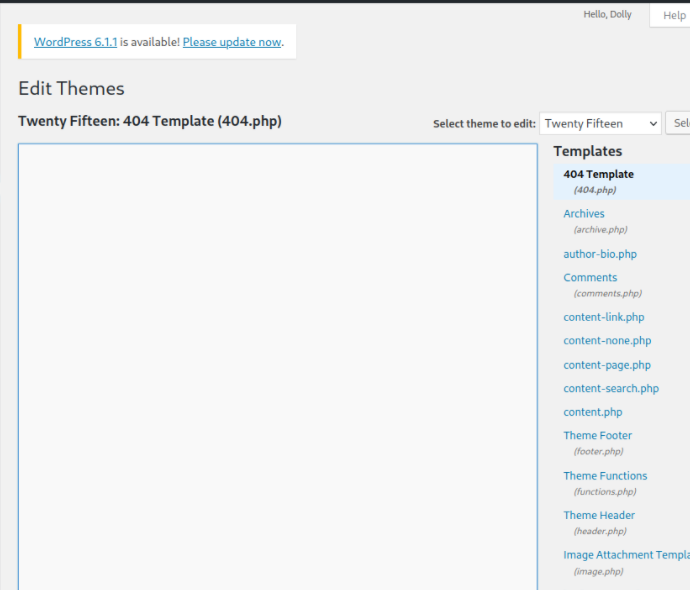 Hello, Dolly
Help
WordPress 6.1.1 is available! Please update now.
Edit Themes
Twenty Fifteen: 404 Template (404.php)
Select theme to edit: Twenty Fifteen
Templates
404 Template
(404.php)
Archives
(archive.php)
author-bio.php
Comments
(comments.php)
content-link.php
content-none.php
content-page.php
content-search.php
content.php
Theme Footer
(footer.php)
Theme Functions
(functions.php)
Theme Header
(header.php)
Image Attachment Templa
(image.php)